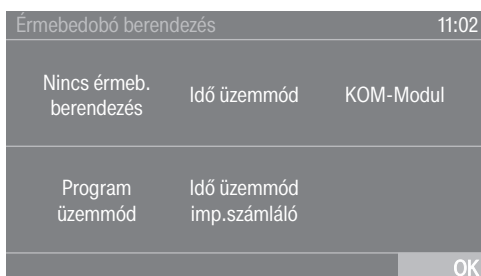 Érmebedobó berendezés 11:02
Nincs érmeb.
berendezés
Idő üzemmód
KOM-Modul
Program
üzemmód
Idő üzemmód
imp.számláló
OK